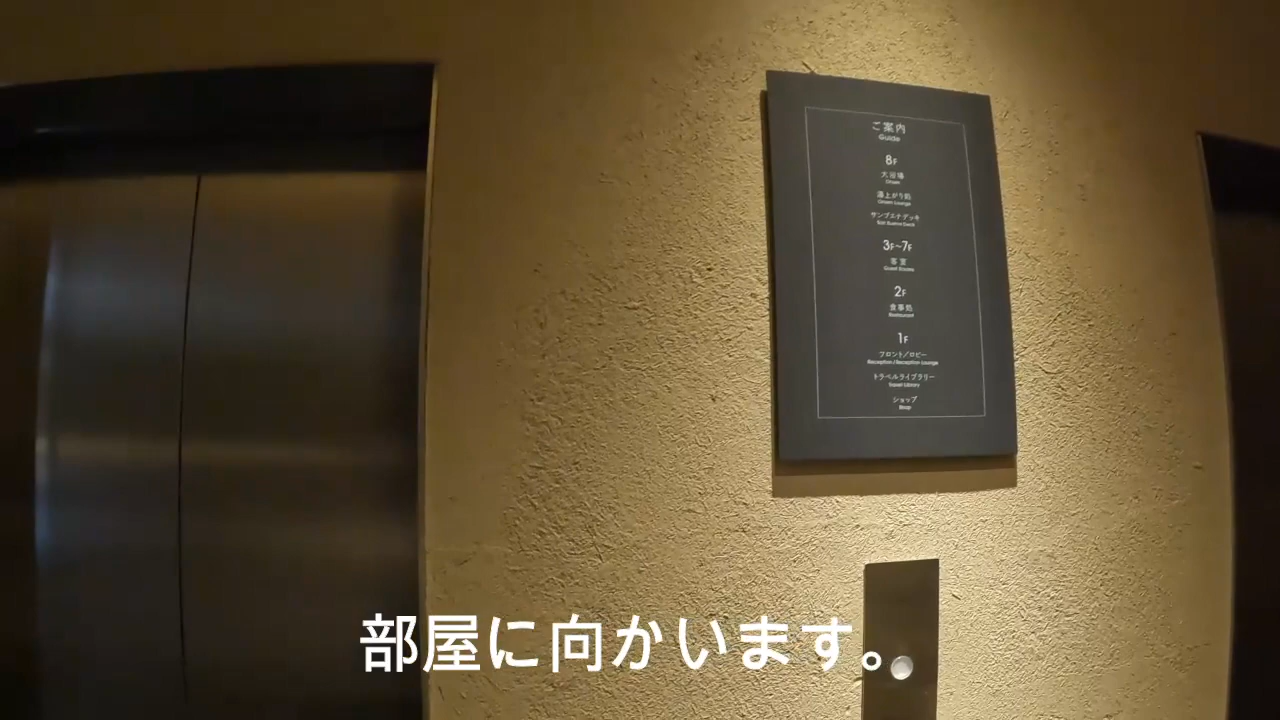 ご案内
Guide
8F
大浴場
Onsen
湯上がり処
Onsen Lounge
サンブエナデッキ
San Buena Deck
3F~7F
客室
Guest Rooms
2F
食事処
Restaurant
1F
フロント/ロビー
Reception / Reception Lounge
トラベルライブラリー
Travel Library
ショップ
Shop
部屋に向かいます。